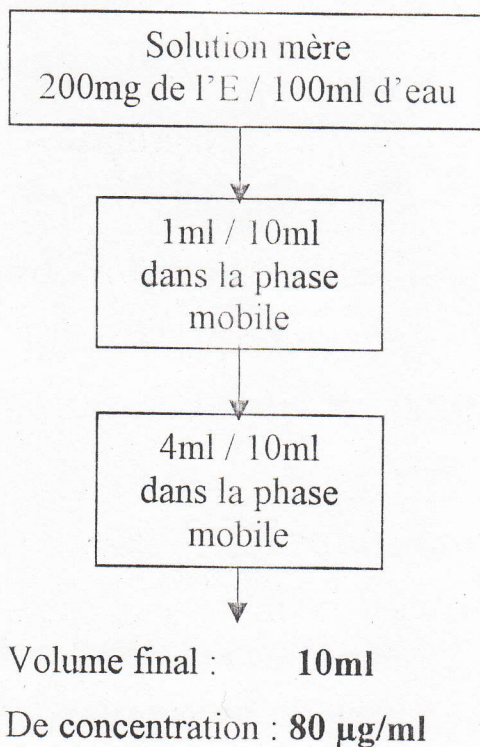 Solution mère
200mg de l'E / 100ml d'eau
1ml / 10ml
dans la phase
mobile
4ml / 10ml
dans la phase
mobile
Volume final : 10ml
De concentration : 80 µg/ml